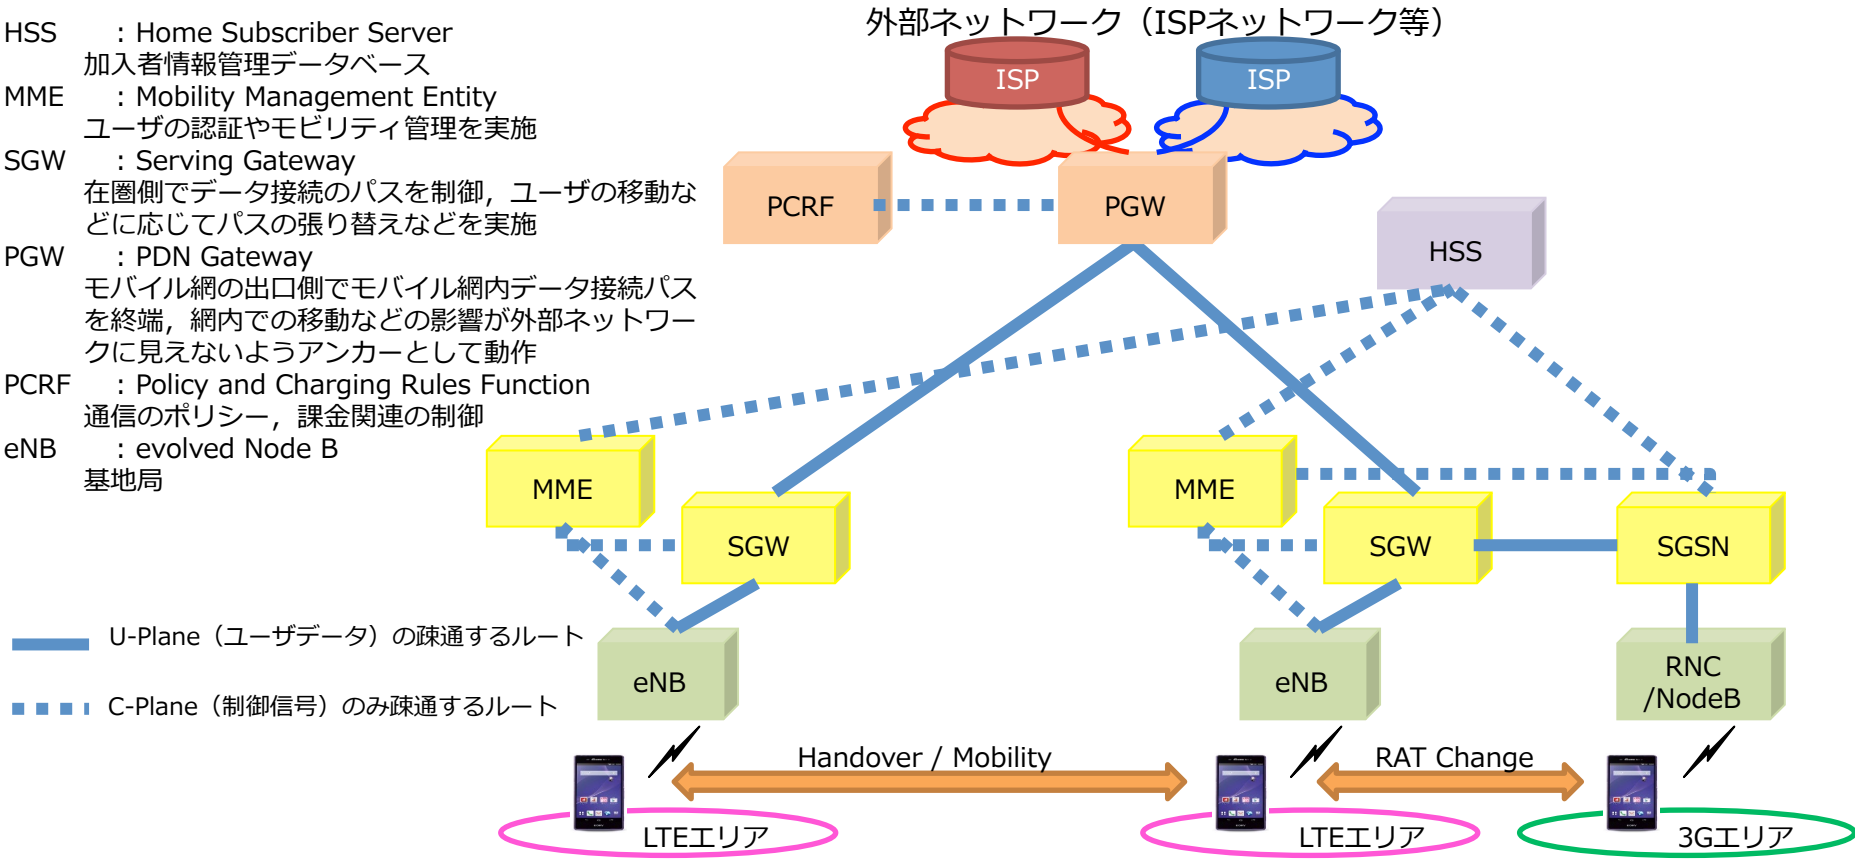 外部ネットワーク（ISPネットワーク等）
HSS : Home Subscriber Server
加入者情報管理データベース
MME : Mobility Management Entity
ユーザの認証やモビリティ管理を実施
SGW : Serving Gateway
在圏側でデータ接続のパスを制御，ユーザの移動な
どに応じてパスの張り替えなどを実施
PGW : PDN Gateway
モバイル網の出口側でモバイル網内データ接続パス
を終端，網内での移動などの影響が外部ネットワー
クに見えないようアンカーとして動作
PCRF : Policy and Charging Rules Function
通信のポリシー，課金関連の制御
eNB : evolved Node B
基地局
ISP
ISP
PCRF
PGW
HSS
MME
SGW
MME
SGW
SGSN
U-Plane（ユーザデータ）の疎通するルート
C-Plane（制御信号）のみ疎通するルート
eNB
eNB
RNC
/NodeB
Handover / Mobility
RAT Change
LTEエリア
LTEエリア
3Gエリア